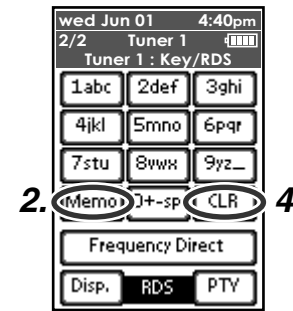 wed Jun 01 4:40pm
2/2 Tuner 1
Tuner 1 : Key/RDS
1abc 2def 3ghi
4jkl 5mno 6pqr
7stu 8vwx 9yz_
2. Memo 0+-sp CLR 4
Frequency Direct
Disp. RDS PTY